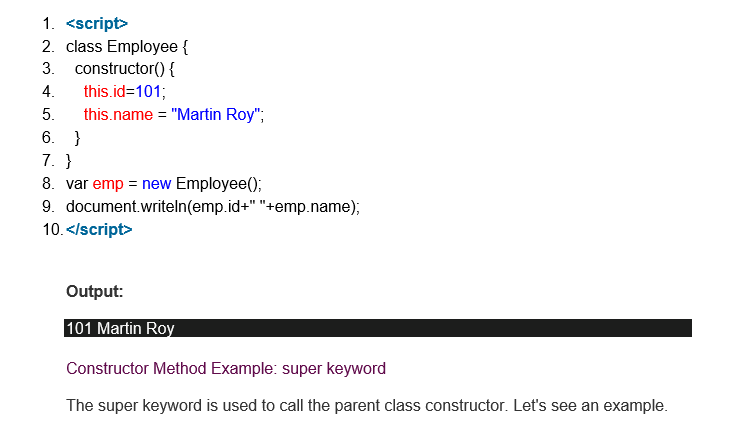 1. <script>
2. class Employee {
3. constructor() {
4. this.id=101;
5. this.name = "Martin Roy";
6. }
7. }
8. var emp = new Employee();
9. document.writeln(emp.id+" "+emp.name);
10. </script>
Output:
101 Martin Roy
Constructor Method Example: super keyword
The super keyword is used to call the parent class constructor. Let's see an example.